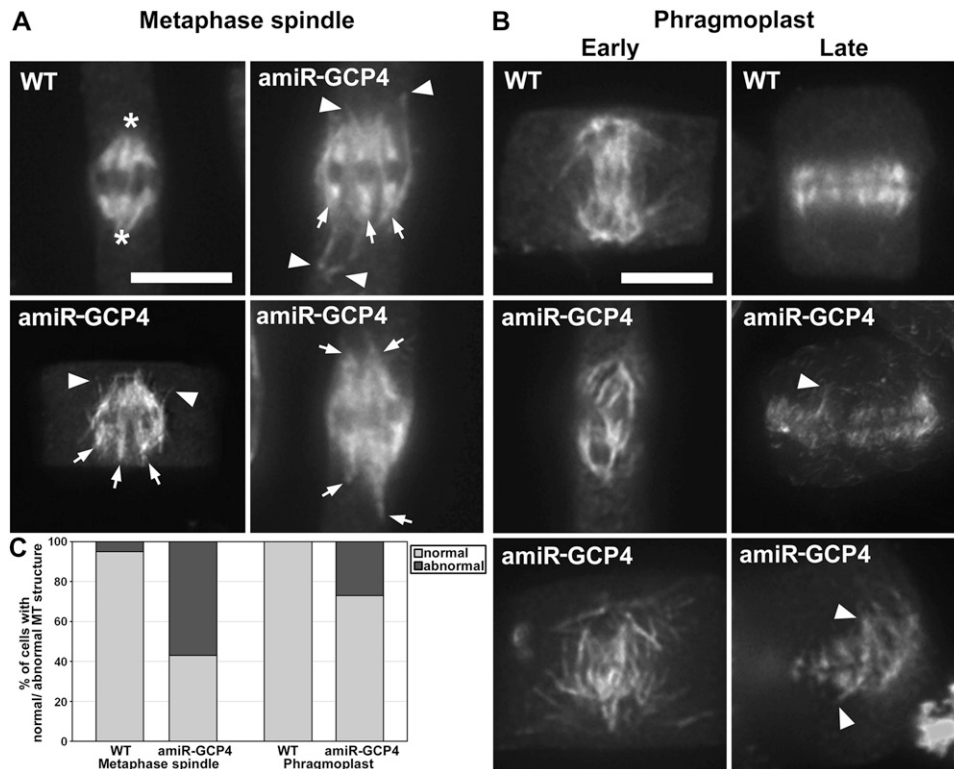 A Metaphase spindle
WT
amiR-GCP4
*
*
amiR-GCP4
amiR-GCP4
B Phragmoplast
Early Late
WT
WT
amiR-GCP4
amiR-GCP4
amiR-GCP4
amiR-GCP4
C
normal
abnormal
% of cells with
normal/ abnormal MT structure
100
80
60
40
20
0
WT amiR-GCP4 WT amiR-GCP4
Metaphase spindle Phragmoplast